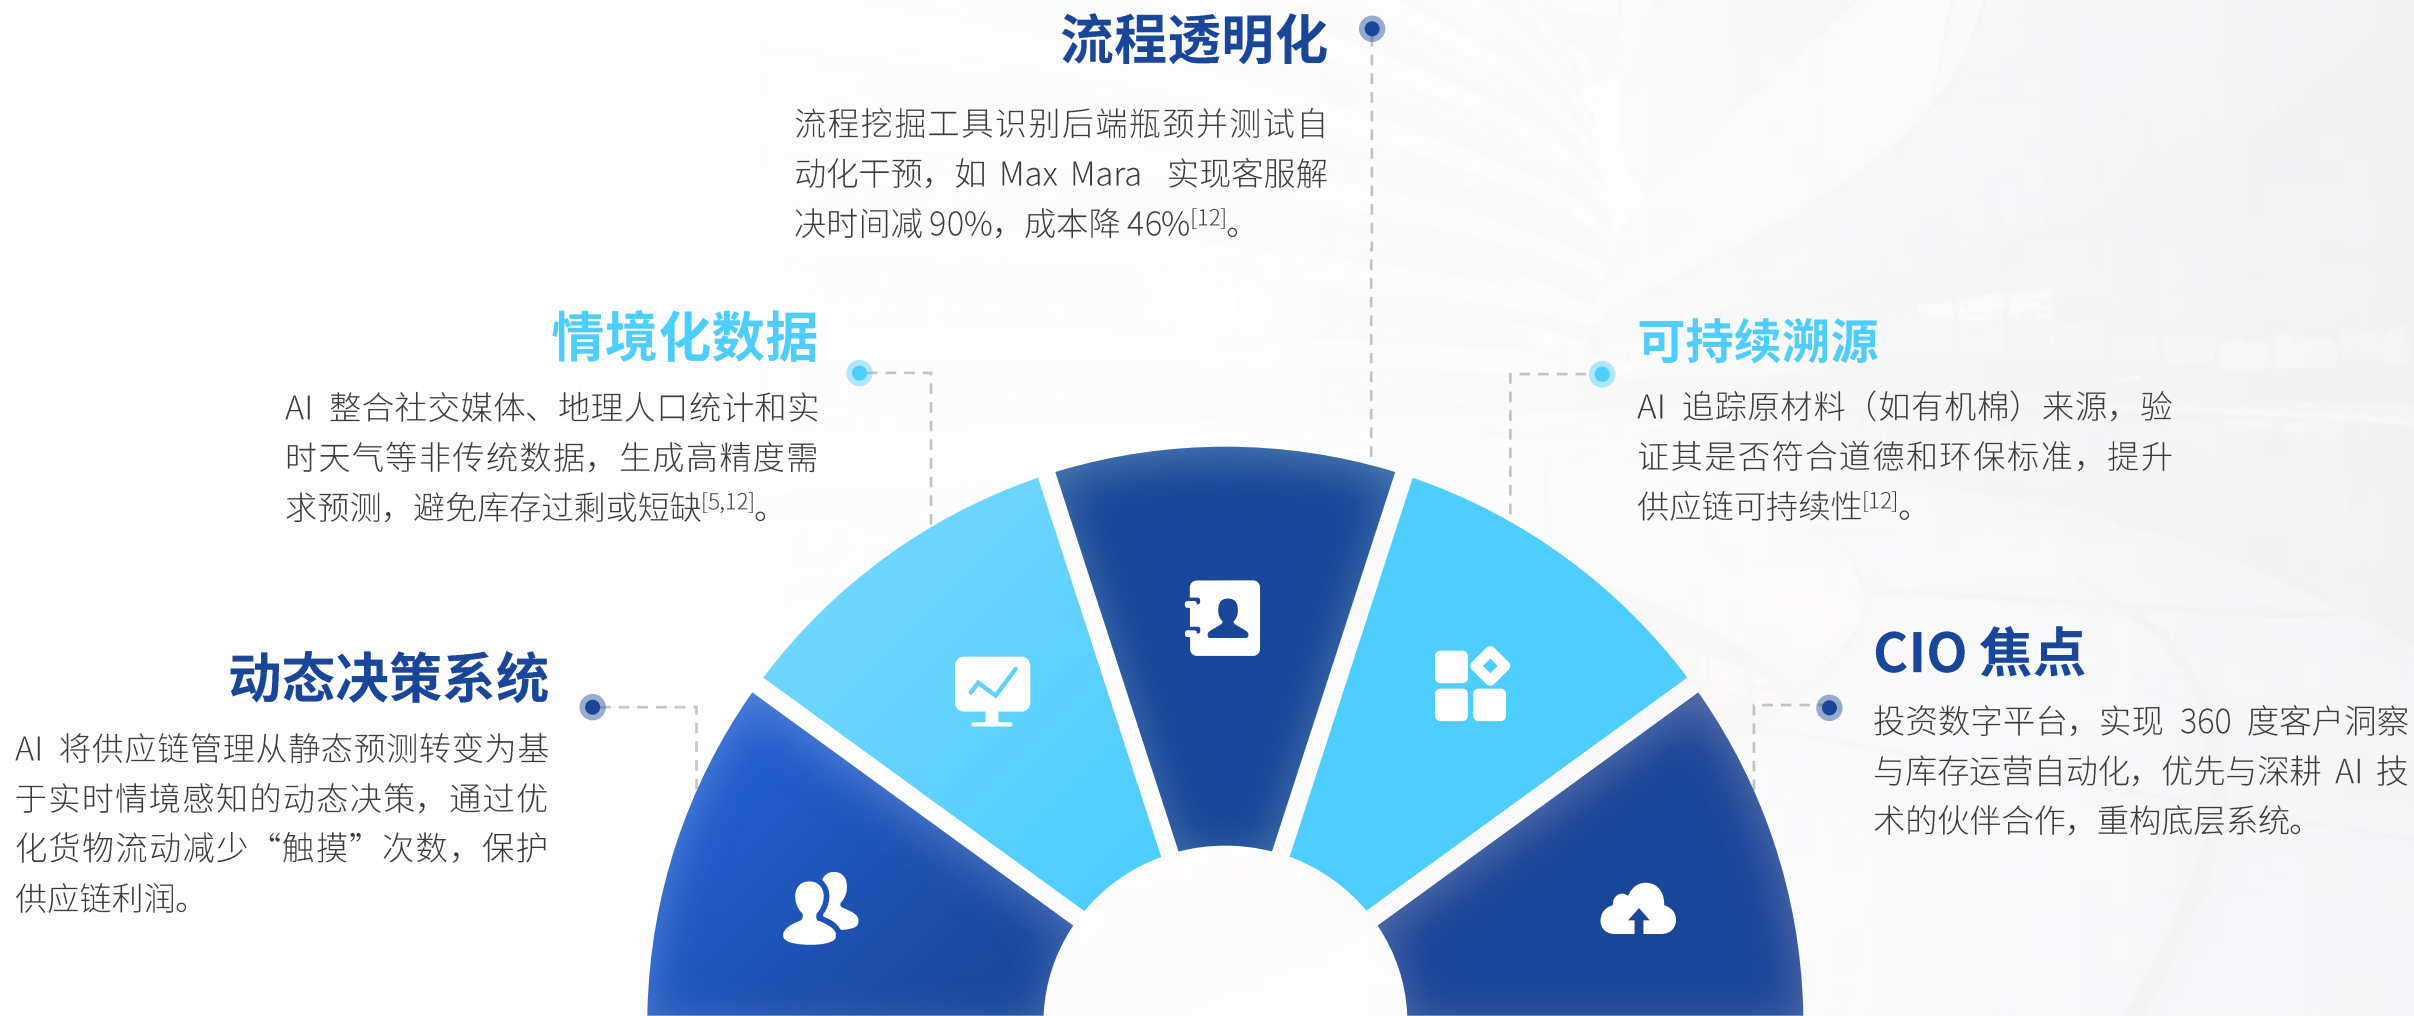 流程透明化
流程挖掘工具识别后端瓶颈并测试自
动化干预，如 Max Mara 实现客服解
决时间减 90%，成本降 46%[12]。
情境化数据
AI 整合社交媒体、地理人口统计和实
时天气等非传统数据，生成高精度需
求预测，避免库存过剩或短缺[5,12]。
可持续溯源
AI 追踪原材料（如有机棉）来源，验
证其是否符合道德和环保标准，提升
供应链可持续性[12]。
动态决策系统
AI 将供应链管理从静态预测转变为基
于实时情境感知的动态决策，通过优
化货物流动减少“触摸”次数，保护
供应链利润。
CIO 焦点
投资数字平台，实现 360 度客户洞察
与库存运营自动化，优先与深耕 AI 技
术的伙伴合作，重构底层系统。